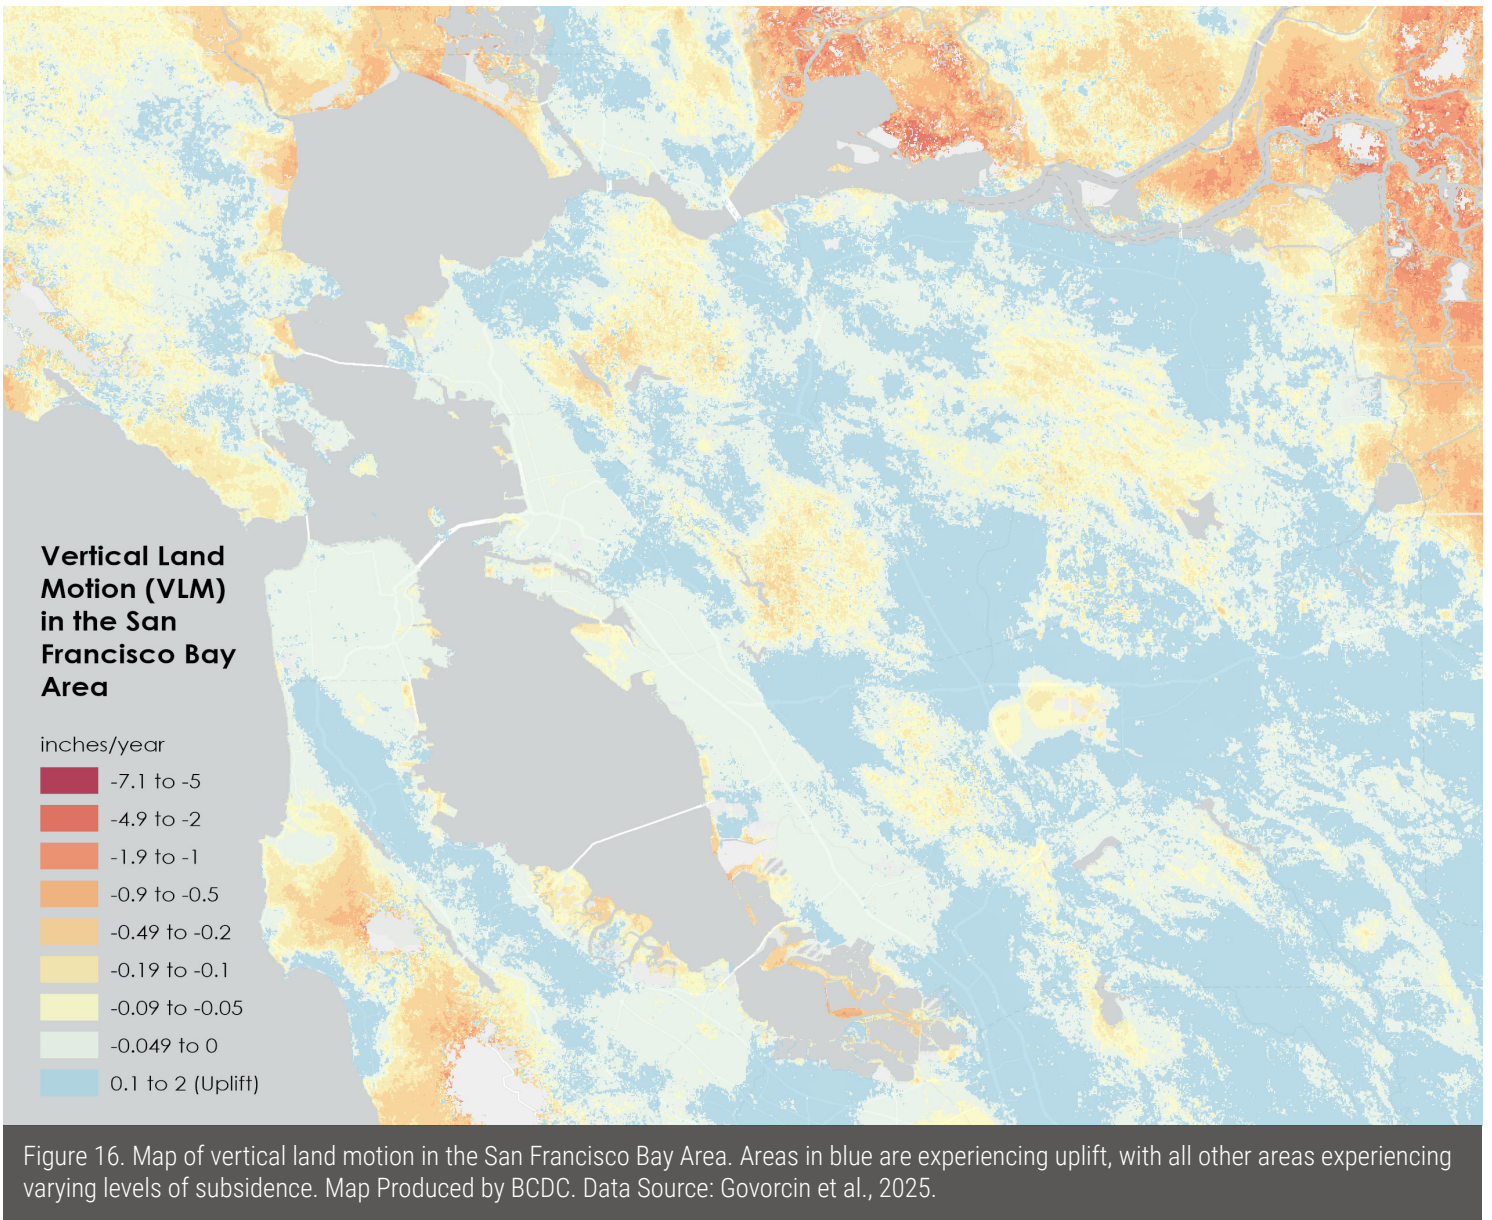 Vertical Land
Motion (VLM)
in the San
Francisco Bay
Area
inches/year
-7.1 to -5
-4.9 to -2
-1.9 to -1
-0.9 to -0.5
-0.49 to -0.2
-0.19 to -0.1
-0.09 to -0.05
-0.049 to 0
0.1 to 2 (Uplift)
Figure 16. Map of vertical land motion in the San Francisco Bay Area. Areas in blue are experiencing uplift, with all other areas experiencing
varying levels of subsidence. Map Produced by BCDC. Data Source: Govorcin et al., 2025.